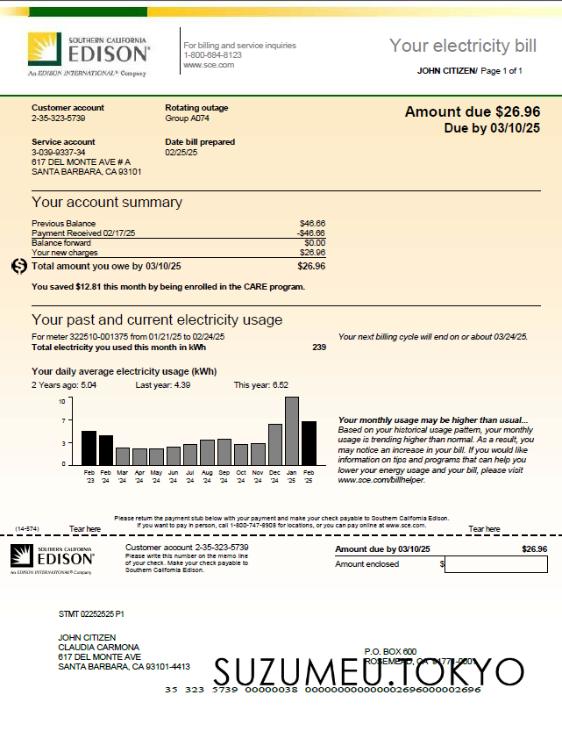 SOUTHERN CALIFORNIA
EDISON®
An EDISON INTERNATIONAL® Company
For billing and service inquiries
1-800-684-8123
www.sce.com
Your electricity bill
JOHN CITIZEN/ Page 1 of 1
Customer account
2-35-323-5739
Rotating outage
Group A074
Amount due $26.96
Due by 03/10/25
Service account
3-039-9337-34
617 DEL MONTE AVE # A
SANTA BARBARA, CA 93101
Date bill prepared
02/25/25
Your account summary
Previous Balance $46.66
Payment Received 02/17/25 -$46.66
Balance forward $0.00
Your new charges $26.96
Total amount you owe by 03/10/25 $26.96
You saved $12.81 this month by being enrolled in the CARE program.
Your past and current electricity usage
For meter 322510-001375 from 01/21/25 to 02/24/25
Total electricity you used this month in kWh 239
Your next billing cycle will end on or about 03/24/25.
Your daily average electricity usage (kWh)
2 Years ago: 5.04 Last year: 4.39 This year: 6.52
10
7
3
0
Feb Feb Mar Apr May Jun Jul Aug Sep Oct Nov Dec Jan Feb
'23 '24 '24 '24 '24 '24 '24 '24 '24 '24 '24 '24 '25 '25
Your monthly usage may be higher than usual...
Based on your historical usage pattern, your monthly
usage is trending higher than normal. As a result, you
may notice an increase in your bill. If you would like
information on tips and programs that can help you
lower your energy usage and your bill, please visit
www.sce.com/billhelper.
Please return the payment stub below with your payment and make your check payable to Southern California Edison.
If you want to pay in person, call 1-800-747-8908 for locations, or you can pay online at www.sce.com.
(14-574) Tear here Tear here
SOUTHERN CALIFORNIA
EDISON®
An EDISON INTERNATIONAL® Company
Customer account 2-35-323-5739
Please write this number on the memo line
of your check. Make your check payable to
Southern California Edison.
Amount due by 03/10/25 $26.96
Amount enclosed $
STMT 02252525 P1
JOHN CITIZEN
CLAUDIA CARMONA
617 DEL MONTE AVE
SANTA BARBARA, CA 93101-4413
P.O. BOX 600
ROSEMEAD, CA 91771-0001
SUZUMEU.TOKYO
35 323 5739 00000038 0000000000000002696000002696